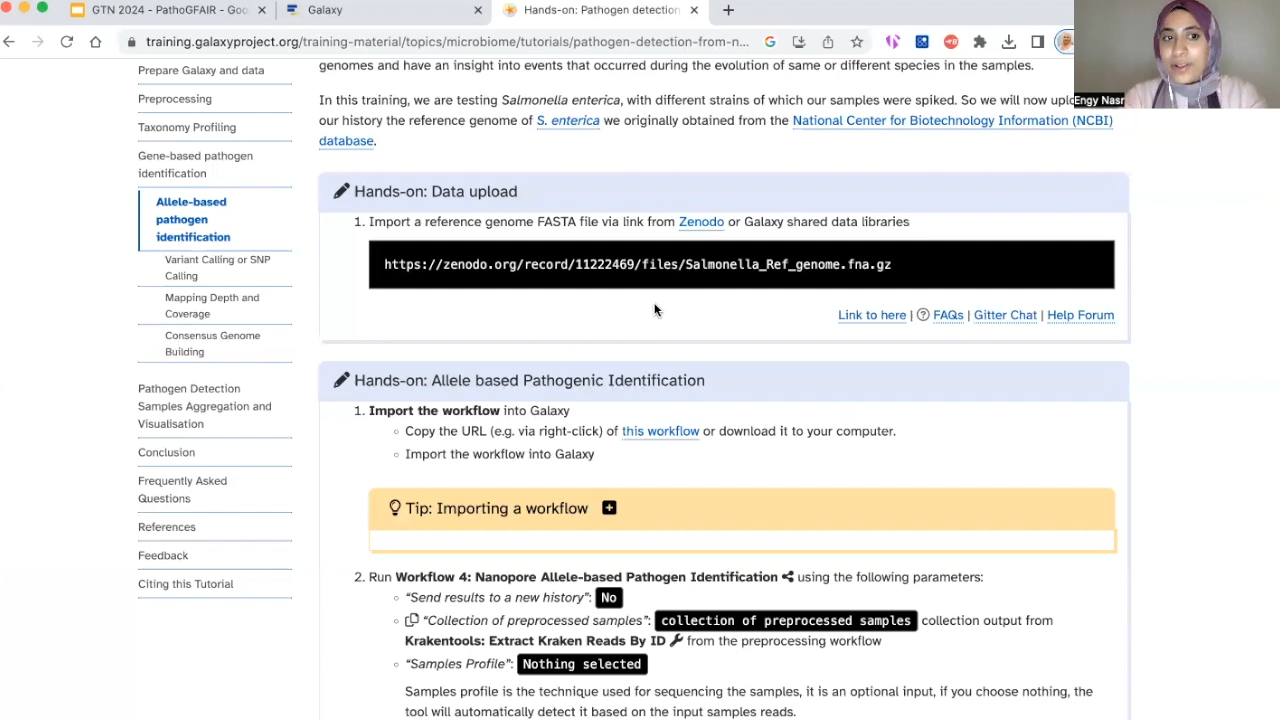 GTN 2024 - PathoGFAIR - Goo
Galaxy
Hands-on: Pathogen detection
training.galaxyproject.org/training-material/topics/microbiome/tutorials/pathogen-detection-from-n...
Engy Nasr
Prepare Galaxy and data
Preprocessing
Taxonomy Profiling
Gene-based pathogen
identification
Allele-based
pathogen
identification
Variant Calling or SNP
Calling
Mapping Depth and
Coverage
Consensus Genome
Building
Pathogen Detection
Samples Aggregation and
Visualisation
Conclusion
Frequently Asked
Questions
References
Feedback
Citing this Tutorial
genomes and have an insight into events that occurred during the evolution of same or different species in the samples.
In this training, we are testing Salmonella enterica, with different strains of which our samples were spiked. So we will now uplo
our history the reference genome of S. enterica we originally obtained from the National Center for Biotechnology Information (NCBI)
database.
Hands-on: Data upload
1. Import a reference genome FASTA file via link from Zenodo or Galaxy shared data libraries
https://zenodo.org/record/11222469/files/Salmonella_Ref_genome.fna.gz
Link to here | FAQs | Gitter Chat | Help Forum
Hands-on: Allele based Pathogenic Identification
1. Import the workflow into Galaxy
Copy the URL (e.g. via right-click) of this workflow or download it to your computer.
Import the workflow into Galaxy
Tip: Importing a workflow
2. Run Workflow 4: Nanopore Allele-based Pathogen Identification using the following parameters:
"Send results to a new history": No
"Collection of preprocessed samples": collection of preprocessed samples collection output from
Krakentools: Extract Kraken Reads By ID from the preprocessing workflow
"Samples Profile": Nothing selected
Samples profile is the technique used for sequencing the samples, it is an optional input, if you choose nothing, the
tool will automatically detect it based on the input samples reads.